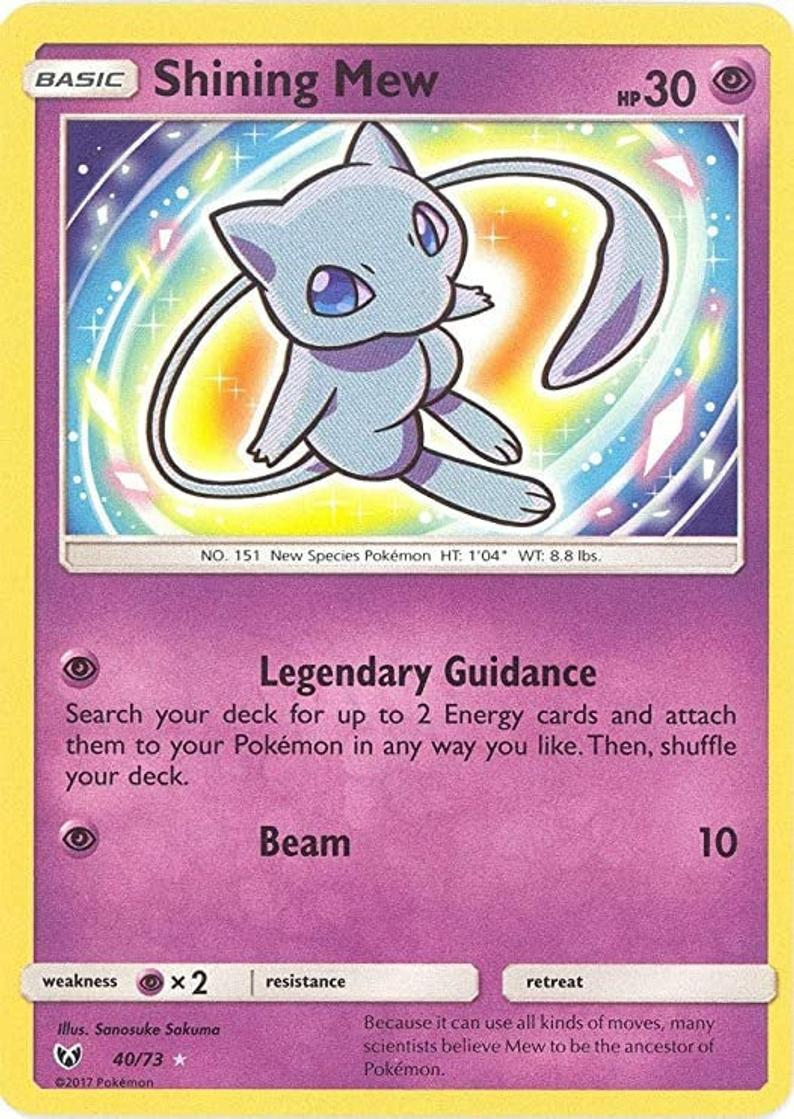 BASIC Shining Mew HP 30
NO. 151 New Species Pokémon HT: 1'04" WT: 8.8 lbs.
Legendary Guidance
Search your deck for up to 2 Energy cards and attach
them to your Pokémon in any way you like. Then, shuffle
your deck.
Beam 10
weakness × 2 resistance retreat
Illus. Sanosuke Sakuma
40/73
©2017 Pokémon
Because it can use all kinds of moves, many
scientists believe Mew to be the ancestor of
Pokémon.